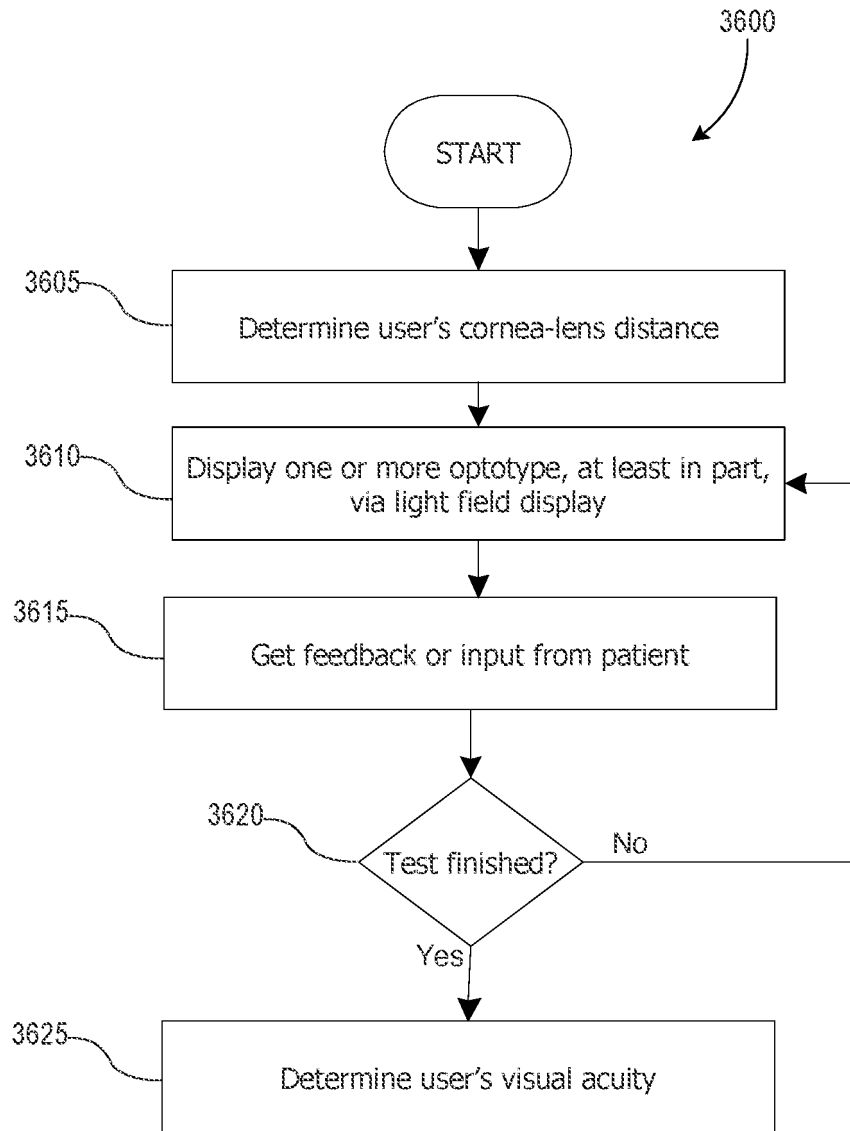 3600
START
3605
Determine user's cornea-lens distance
3610
Display one or more optotype, at least in part,
via light field display
3615
Get feedback or input from patient
3620
Test finished?
No
Yes
3625
Determine user's visual acuity